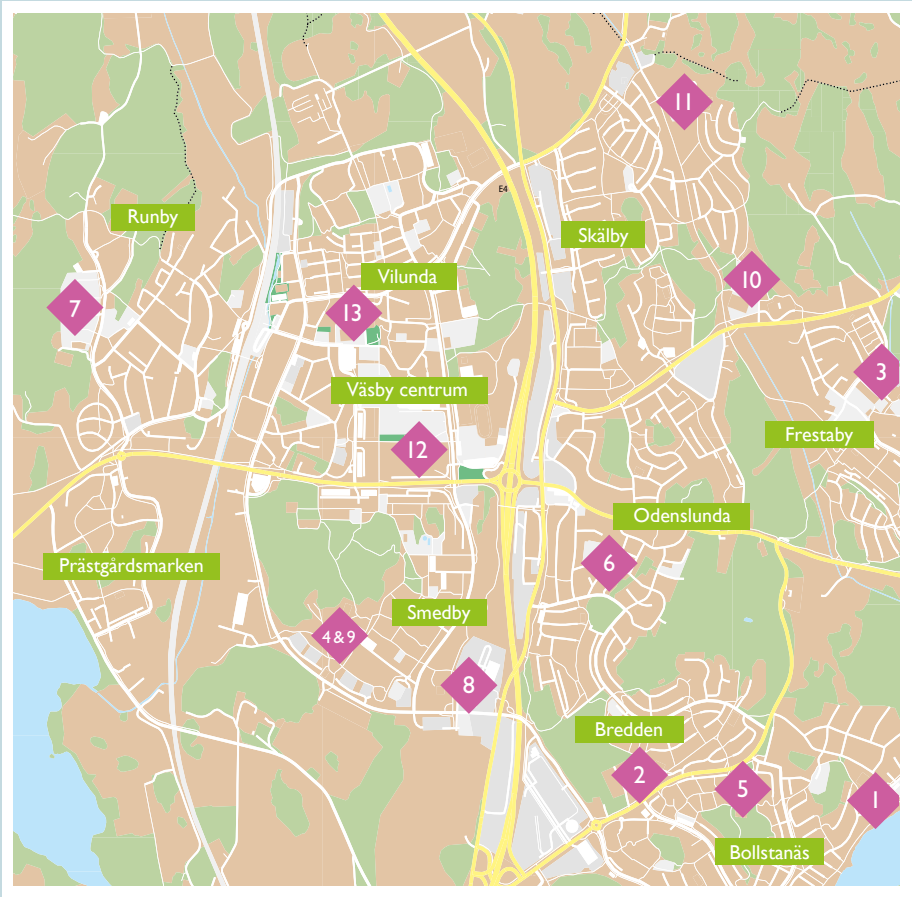 11
E4
Runby
Skälby
Vilunda
10
7
13
3
Väsby centrum
Frestaby
12
Odenslunda
Prästgårdsmarken
6
Smedby
4&9
8
Bredden
2
5
1
Bollstanäs